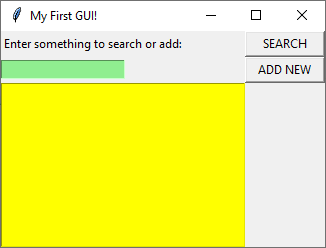 My First GUI!
Enter something to search or add:
SEARCH
ADD NEW